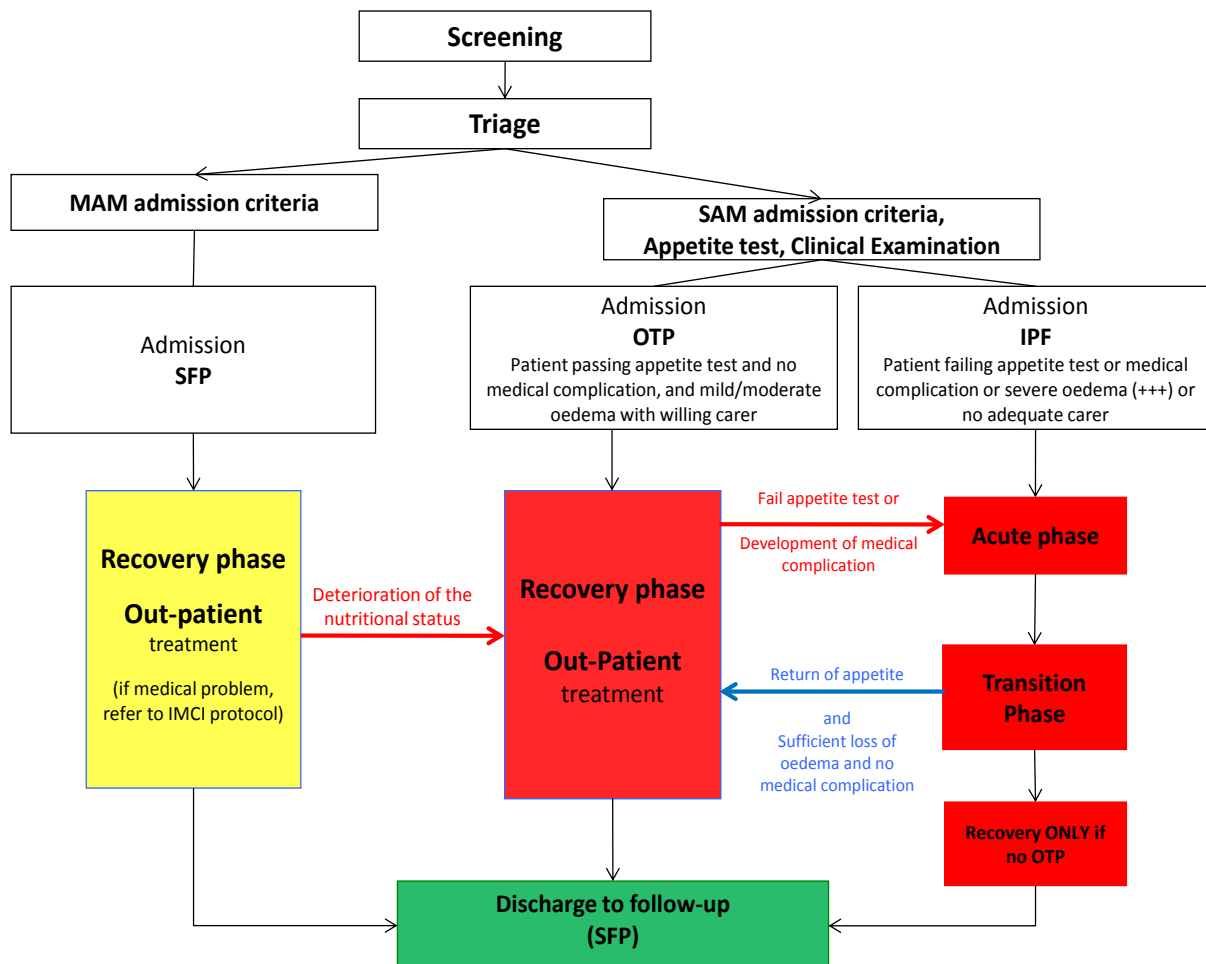 Screening
Triage
MAM admission criteria
SAM admission criteria,
Appetite test, Clinical Examination
Admission
SFP
Admission
OTP
Patient passing appetite test and no
medical complication, and mild/moderate
oedema with willing carer
Admission
IPF
Patient failing appetite test or medical
complication or severe oedema (+++) or
no adequate carer
Recovery phase
Out-patient
treatment
(if medical problem,
refer to IMCI protocol)
Deterioration of the
nutritional status
Recovery phase
Out-Patient
treatment
Fail appetite test or
Development of medical
complication
Acute phase
Return of appetite
and
Sufficient loss of
oedema and no
medical complication
Transition
Phase
Recovery ONLY if
no OTP
Discharge to follow-up
(SFP)